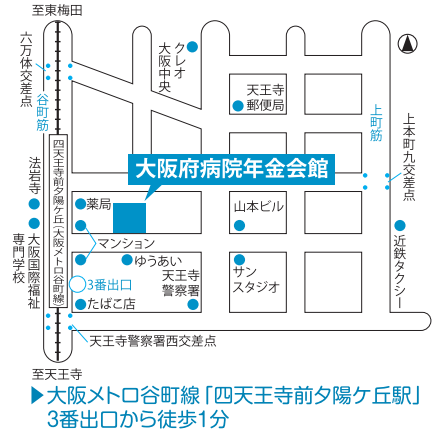 至東梅田
六万体交差点
谷町筋
クレオ
大阪中央
天王寺
郵便局
上町筋
上本町九交差点
大阪府病院年金会館
四天王寺前夕陽ケ丘(大阪メトロ谷町線)
法岩寺
薬局
山本ビル
マンション
大阪国際福祉
専門学校
ゆうあい
天王寺
警察署
サン
スタジオ
近鉄タクシー
3番出口
たばこ店
天王寺警察署西交差点
至天王寺
▶大阪メトロ谷町線「四天王寺前夕陽ケ丘駅」
3番出口から徒歩1分